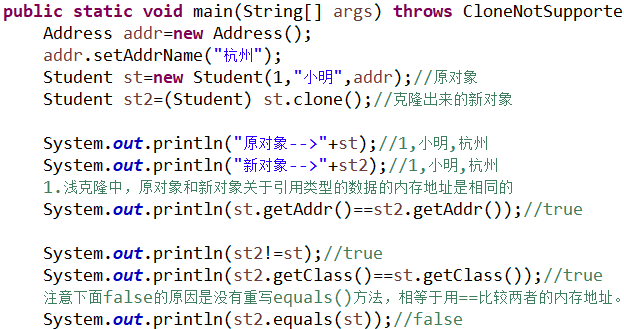 public static void main(String[] args) throws CloneNotSupporte
Address addr=new Address();
addr.setAddrName("杭州");
Student st=new Student(1,"小明",addr);//原对象
Student st2=(Student) st.clone();//克隆出来的新对象
System.out.println("原对象-->"+st);//1,小明,杭州
System.out.println("新对象-->"+st2);//1,小明,杭州
1.浅克隆中，原对象和新对象关于引用类型的数据的内存地址是相同的
System.out.println(st.getAddr()==st2.getAddr());//true
System.out.println(st2!=st);//true
System.out.println(st2.getClass()==st.getClass());//true
注意下面false的原因是没有重写equals()方法，相等于用==比较两者的内存地址。
System.out.println(st2.equals(st));//false